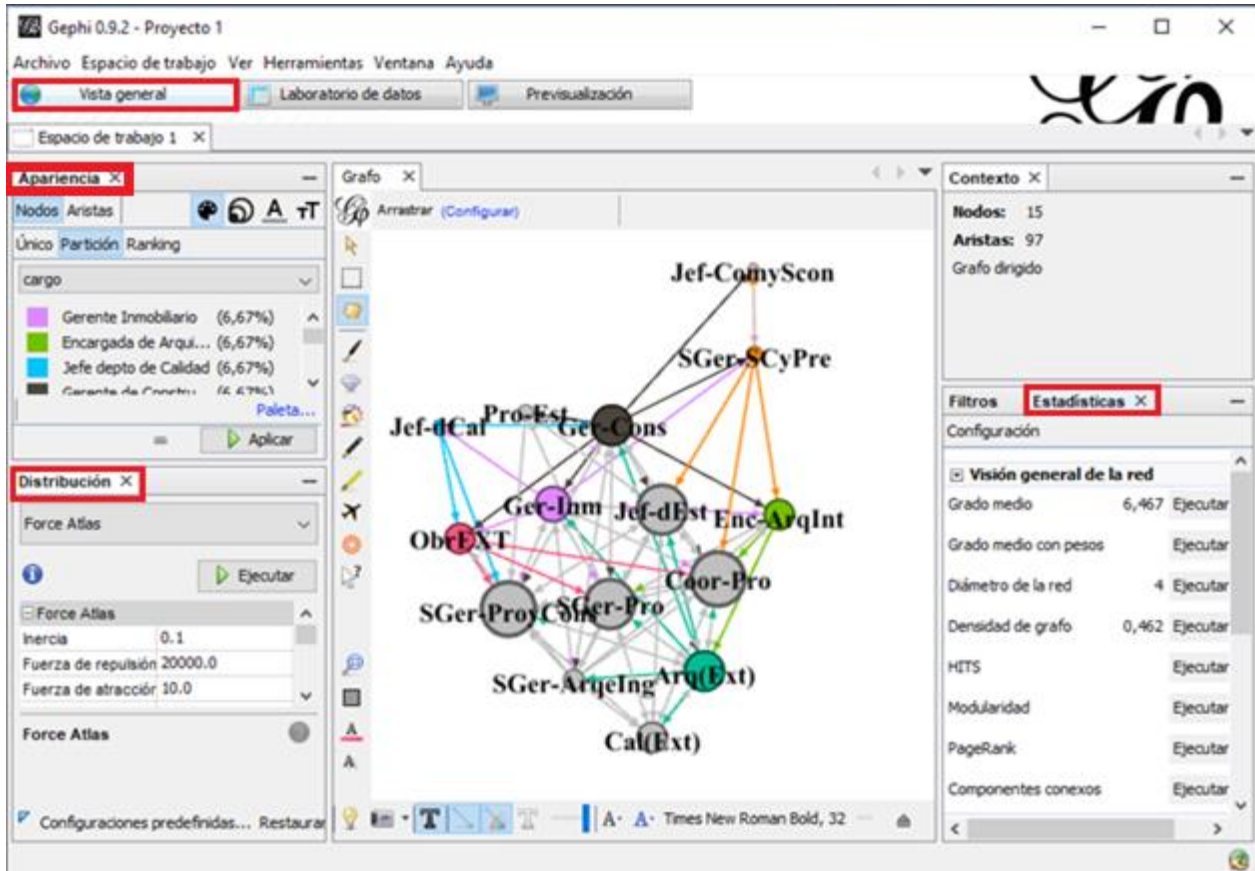 Gephi 0.9.2 - Proyecto 1
Archivo Espacio de trabajo Ver Herramientas Ventana Ayuda
Vista general Laboratorio de datos Previsualización
Espacio de trabajo 1
Apariencia
Nodos Aristas
Único Partición Ranking
cargo
Gerente Inmobiliario (6,67%)
Encargada de Arqui... (6,67%)
Jefe depto de Calidad (6,67%)
Gerente de Constru (6,67%)
Paleta...
Aplicar
Distribución
Force Atlas
Ejecutar
Force Atlas
Inercia 0.1
Fuerza de repulsión 20000.0
Fuerza de atracción 10.0
Force Atlas
Configuraciones predefinidas... Restaurar
Grafo
Arrastrar (Configurar)
Jef-ComyScon
SGer-SCyPre
Pro-Est
Jef-dCal
Ger-Cons
Ger-Inm
Jef-dEst
Enc-ArqInt
ObrEXT
Coor-Pro
SGer-ProyCons
SGer-Pro
SGer-ArqeIng
Arq(Ext)
Cal(Ext)
T T A- A- Times New Roman Bold, 32
Contexto
Nodos: 15
Aristas: 97
Grafo dirigido
Filtros Estadísticas
Configuración
Visión general de la red
Grado medio 6,467 Ejecutar
Grado medio con pesos Ejecutar
Diámetro de la red 4 Ejecutar
Densidad de grafo 0,462 Ejecutar
HITS Ejecutar
Modularidad Ejecutar
PageRank Ejecutar
Componentes conexos Ejecutar